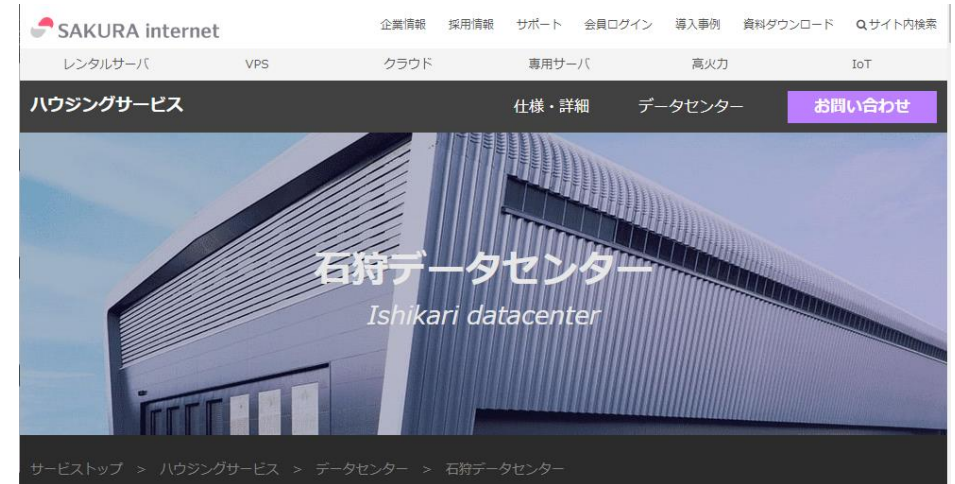 SAKURA internet
企業情報 採用情報 サポート 会員ログイン 導入事例 資料ダウンロード サイト内検索
レンタルサーバ VPS クラウド 専用サーバ 高火力 IoT
ハウジングサービス 仕様・詳細 データセンター お問い合わせ
石狩データセンター
Ishikari datacenter
サービストップ > ハウジングサービス > データセンター > 石狩データセンター